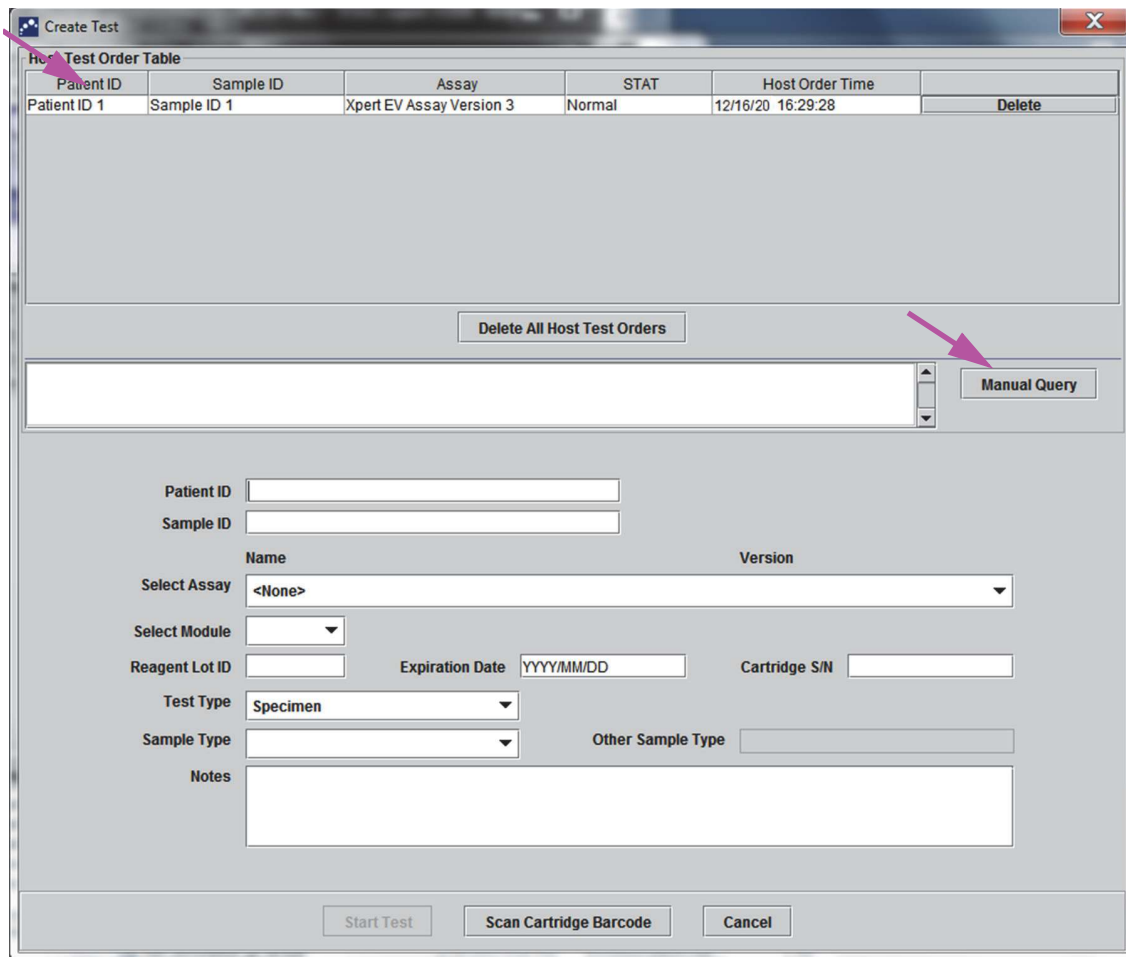 Create Test
Host Test Order Table
Patient ID Sample ID Assay STAT Host Order Time
Patient ID 1 Sample ID 1 Xpert EV Assay Version 3 Normal 12/16/20 16:29:28 Delete
Delete All Host Test Orders
Manual Query
Patient ID
Sample ID
Name Version
Select Assay <None>
Select Module
Reagent Lot ID Expiration Date YYYY/MM/DD Cartridge S/N
Test Type Specimen
Sample Type Other Sample Type
Notes
Start Test Scan Cartridge Barcode Cancel